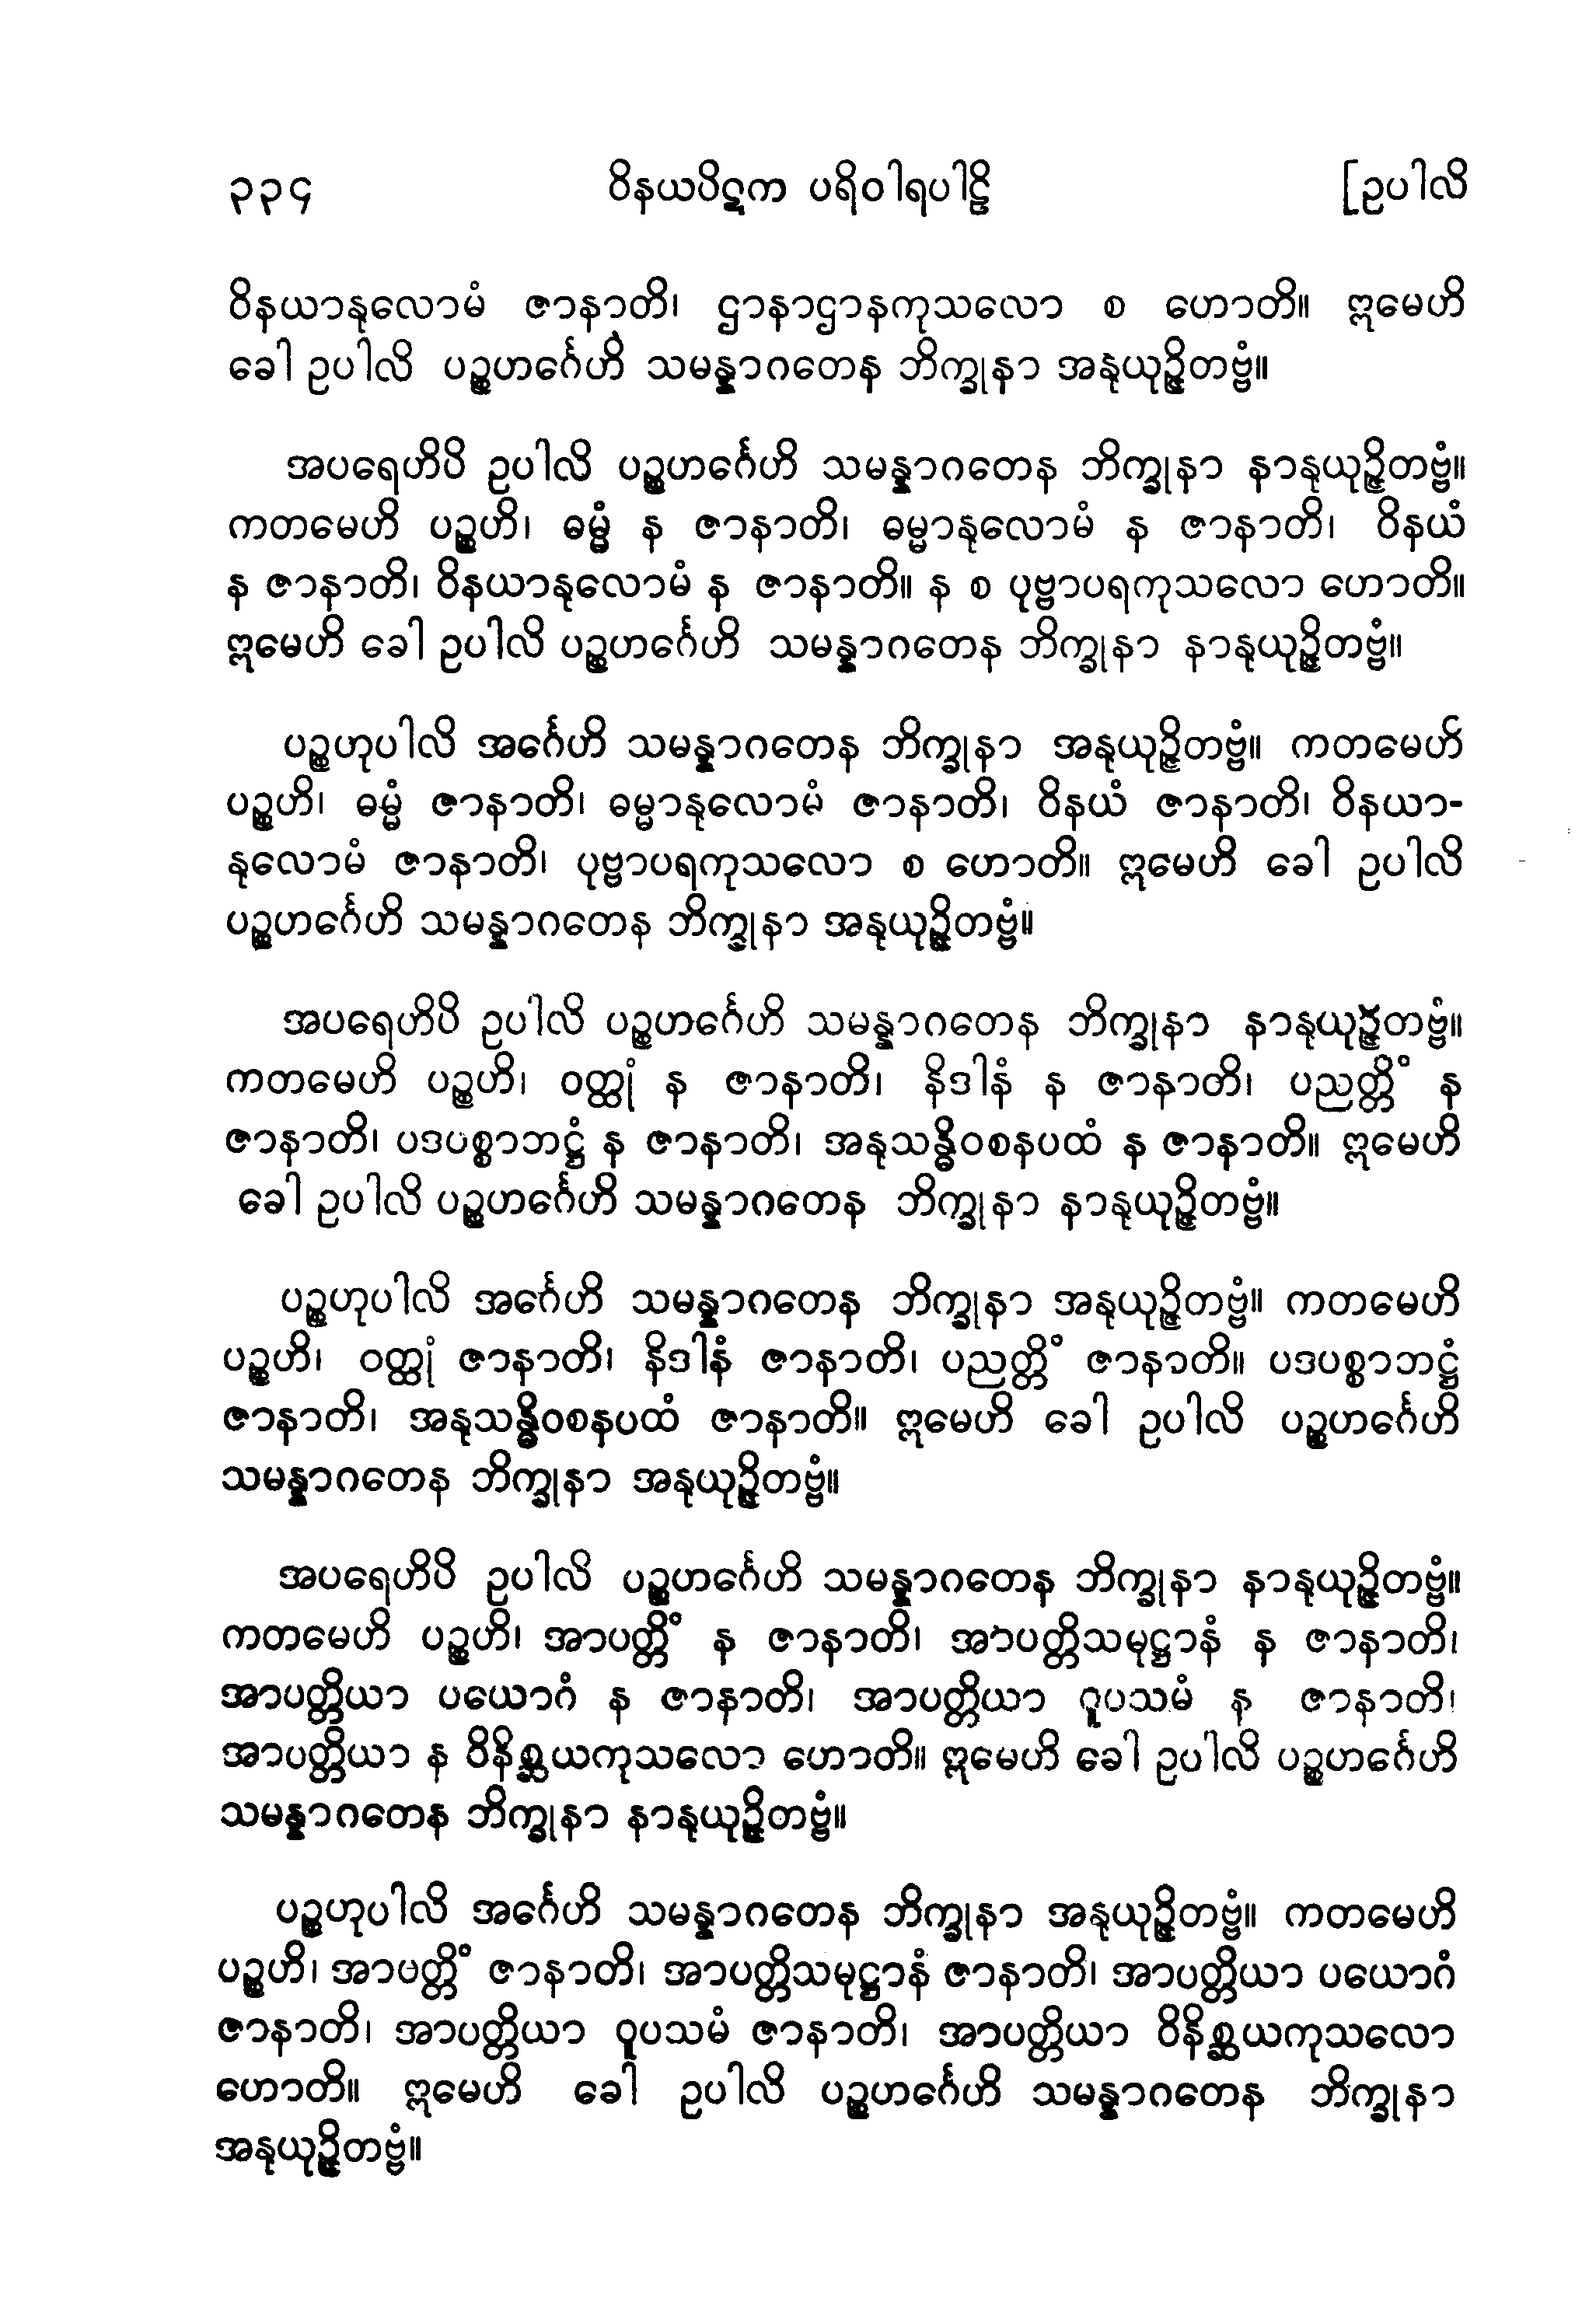 ၃၃၄ ဝိနယပိဋက ပရိဝါရပါဠိ [ဥပါလိ
ဝိနယာနုလောမံ ဇာနာတိ၊ ဌာနာဌာနကုသလော စ ဟောတိ။ ဣမေဟိ
ခေါ ဥပါလိ ပဉ္စဟင်္ဂေဟိ သမန္နာဂတေန ဘိက္ခုနာ အနုယုဉ္ဇိတဗ္ဗံ။
အပရေဟိပိ ဥပါလိ ပဉ္စဟင်္ဂေဟိ သမန္နာဂတေန ဘိက္ခုနာ နာနုယုဉ္ဇိတဗ္ဗံ။
ကတမေဟိ ပဉ္စဟိ၊ ဓမ္မံ န ဇာနာတိ၊ ဓမ္မာနုလောမံ န ဇာနာတိ၊ ဝိနယံ
န ဇာနာတိ၊ ဝိနယာနုလောမံ န ဇာနာတိ။ န စ ပုဗ္ဗာပရကုသလော ဟောတိ။
ဣမေဟိ ခေါ ဥပါလိ ပဉ္စဟင်္ဂေဟိ သမန္နာဂတေန ဘိက္ခုနာ နာနုယုဉ္ဇိတဗ္ဗံ။
ပဉ္စဟုပါလိ အင်္ဂေဟိ သမန္နာဂတေန ဘိက္ခုနာ အနုယုဉ္ဇိတဗ္ဗံ။ ကတမေဟိ
ပဉ္စဟိ၊ ဓမ္မံ ဇာနာတိ၊ ဓမ္မာနုလောမံ ဇာနာတိ၊ ဝိနယံ ဇာနာတိ၊ ဝိနယာ-
နုလောမံ ဇာနာတိ၊ ပုဗ္ဗာပရကုသလော စ ဟောတိ။ ဣမေဟိ ခေါ ဥပါလိ
ပဉ္စဟင်္ဂေဟိ သမန္နာဂတေန ဘိက္ခုနာ အနုယုဉ္ဇိတဗ္ဗံ။
အပရေဟိပိ ဥပါလိ ပဉ္စဟင်္ဂေဟိ သမန္နာဂတေန ဘိက္ခုနာ နာနုယုဉ္ဇိတဗ္ဗံ။
ကတမေဟိ ပဉ္စဟိ၊ ဝတ္ထုံ န ဇာနာတိ၊ နိဒါနံ န ဇာနာတိ၊ ပညတ္တိံ န
ဇာနာတိ၊ ပဒပစ္စာဘဋ္ဌံ န ဇာနာတိ၊ အနုသန္ဓိဝစနပထံ န ဇာနာတိ။ ဣမေဟိ
ခေါ ဥပါလိ ပဉ္စဟင်္ဂေဟိ သမန္နာဂတေန ဘိက္ခုနာ နာနုယုဉ္ဇိတဗ္ဗံ။
ပဉ္စဟုပါလိ အင်္ဂေဟိ သမန္နာဂတေန ဘိက္ခုနာ အနုယုဉ္ဇိတဗ္ဗံ။ ကတမေဟိ
ပဉ္စဟိ၊ ဝတ္ထုံ ဇာနာတိ၊ နိဒါနံ ဇာနာတိ၊ ပညတ္တိံ ဇာနာတိ။ ပဒပစ္စာဘဋ္ဌံ
ဇာနာတိ၊ အနုသန္ဓိဝစနပထံ ဇာနာတိ။ ဣမေဟိ ခေါ ဥပါလိ ပဉ္စဟင်္ဂေဟိ
သမန္နာဂတေန ဘိက္ခုနာ အနုယုဉ္ဇိတဗ္ဗံ။
အပရေဟိပိ ဥပါလိ ပဉ္စဟင်္ဂေဟိ သမန္နာဂတေန ဘိက္ခုနာ နာနုယုဉ္ဇိတဗ္ဗံ။
ကတမေဟိ ပဉ္စဟိ၊ အာပတ္တိံ န ဇာနာတိ၊ အာပတ္တိသမုဋ္ဌာနံ န ဇာနာတိ၊
အာပတ္တိယာ ပယောဂံ န ဇာနာတိ၊ အာပတ္တိယာ ဝူပသမံ န ဇာနာတိ၊
အာပတ္တိယာ န ဝိနိစ္ဆယကုသလော ဟောတိ။ ဣမေဟိ ခေါ ဥပါလိ ပဉ္စဟင်္ဂေဟိ
သမန္နာဂတေန ဘိက္ခုနာ နာနုယုဉ္ဇိတဗ္ဗံ။
ပဉ္စဟုပါလိ အင်္ဂေဟိ သမန္နာဂတေန ဘိက္ခုနာ အနုယုဉ္ဇိတဗ္ဗံ။ ကတမေဟိ
ပဉ္စဟိ၊ အာပတ္တိံ ဇာနာတိ၊ အာပတ္တိသမုဋ္ဌာနံ ဇာနာတိ၊ အာပတ္တိယာ ပယောဂံ
ဇာနာတိ၊ အာပတ္တိယာ ဝူပသမံ ဇာနာတိ၊ အာပတ္တိယာ ဝိနိစ္ဆယကုသလော
ဟောတိ။ ဣမေဟိ ခေါ ဥပါလိ ပဉ္စဟင်္ဂေဟိ သမန္နာဂတေန ဘိက္ခုနာ
အနုယုဉ္ဇိတဗ္ဗံ။